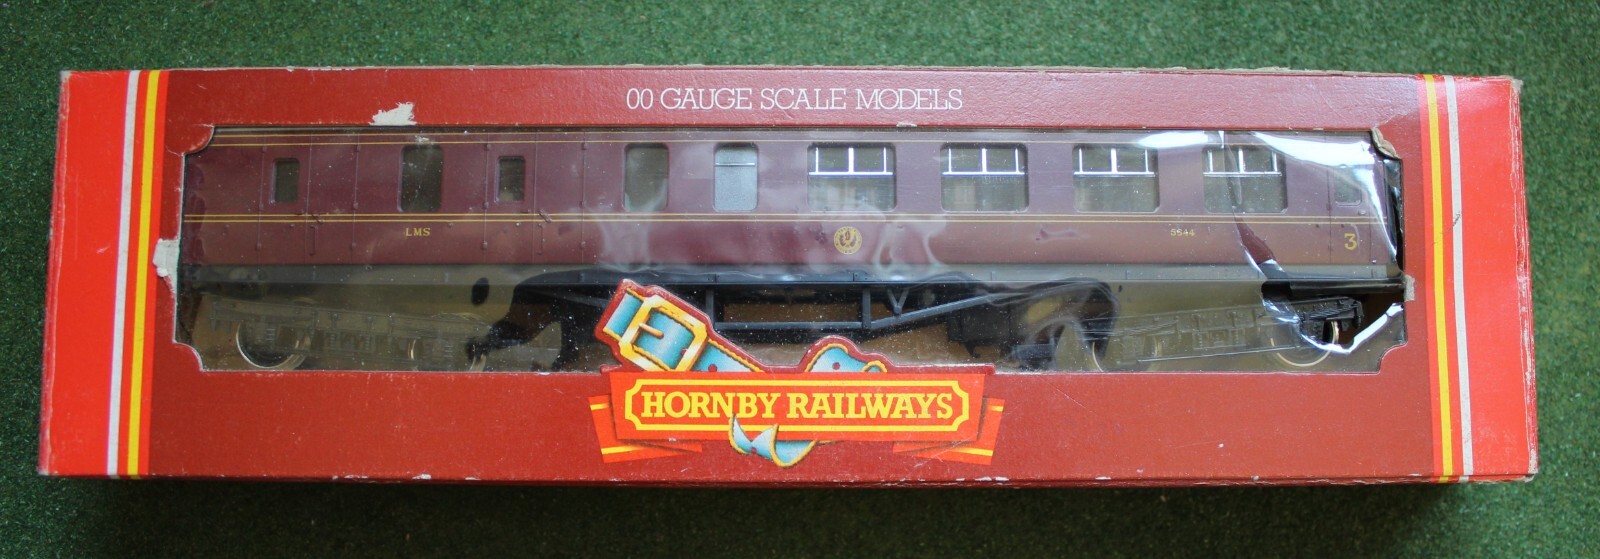 00 GAUGE SCALE MODELS
LMS
5544
3
HORNBY RAILWAYS